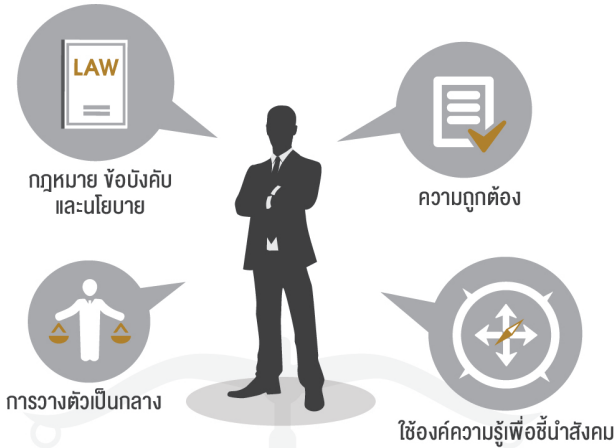 LAW
กฎหมาย ข้อบังคับ
และนโยบาย
ความถูกต้อง
การวางตัวเป็นกลาง
ใช้องค์ความรู้เพื่อชี้นำสังคม